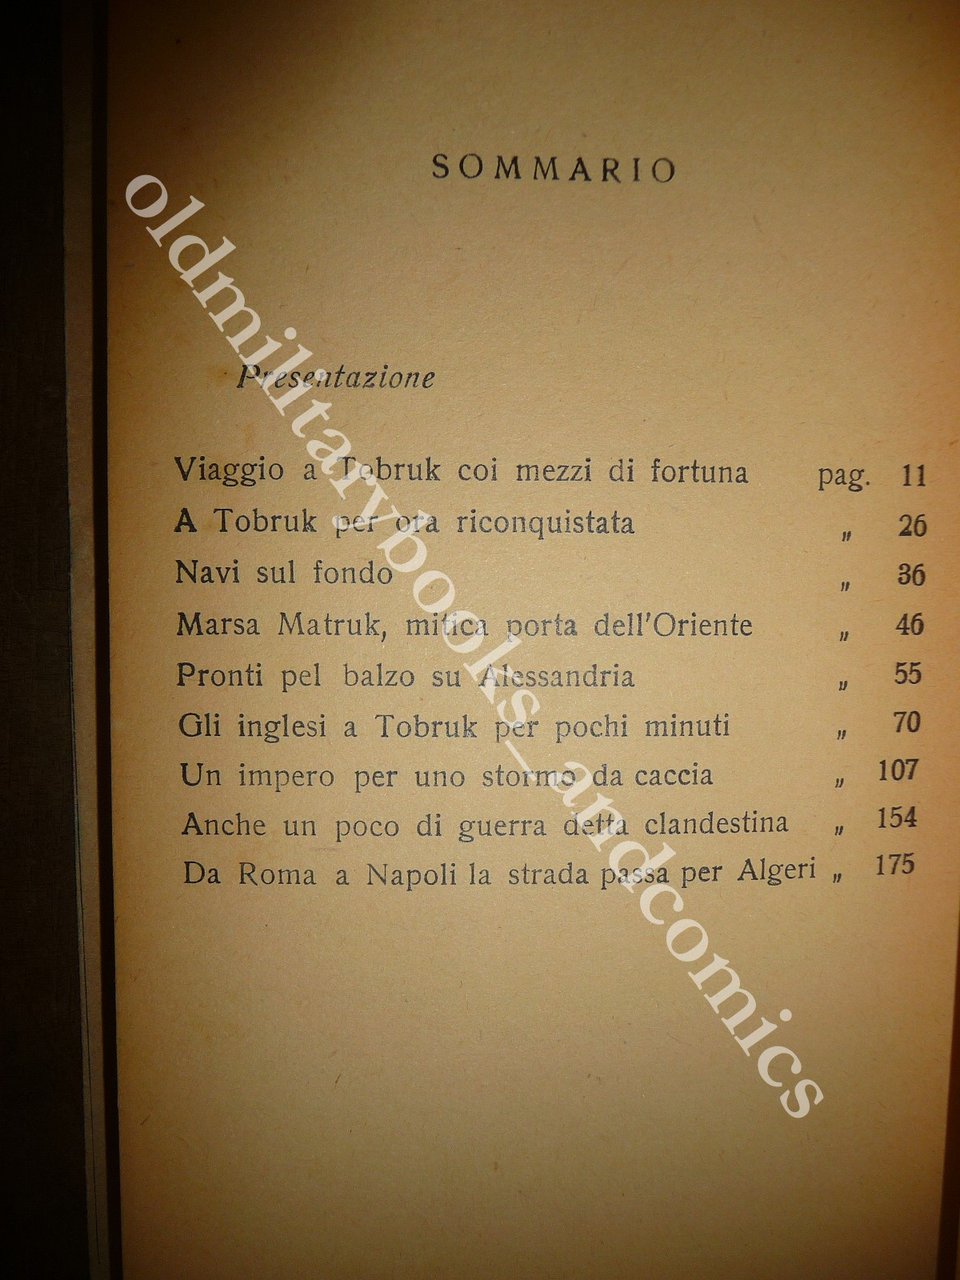 SOMMARIO
Presentazione
Viaggio a Tobruk coi mezzi di fortuna pag. 11
A Tobruk per ora riconquistata „ 26
Navi sul fondo „ 36
Marsa Matruk, mitica porta dell'Oriente „ 46
Pronti pel balzo su Alessandria „ 55
Gli inglesi a Tobruk per pochi minuti „ 70
Un impero per uno stormo da caccia „ 107
Anche un poco di guerra detta clandestina „ 154
Da Roma a Napoli la strada passa per Algeri „ 175
oldmilitarybooks_andcomics